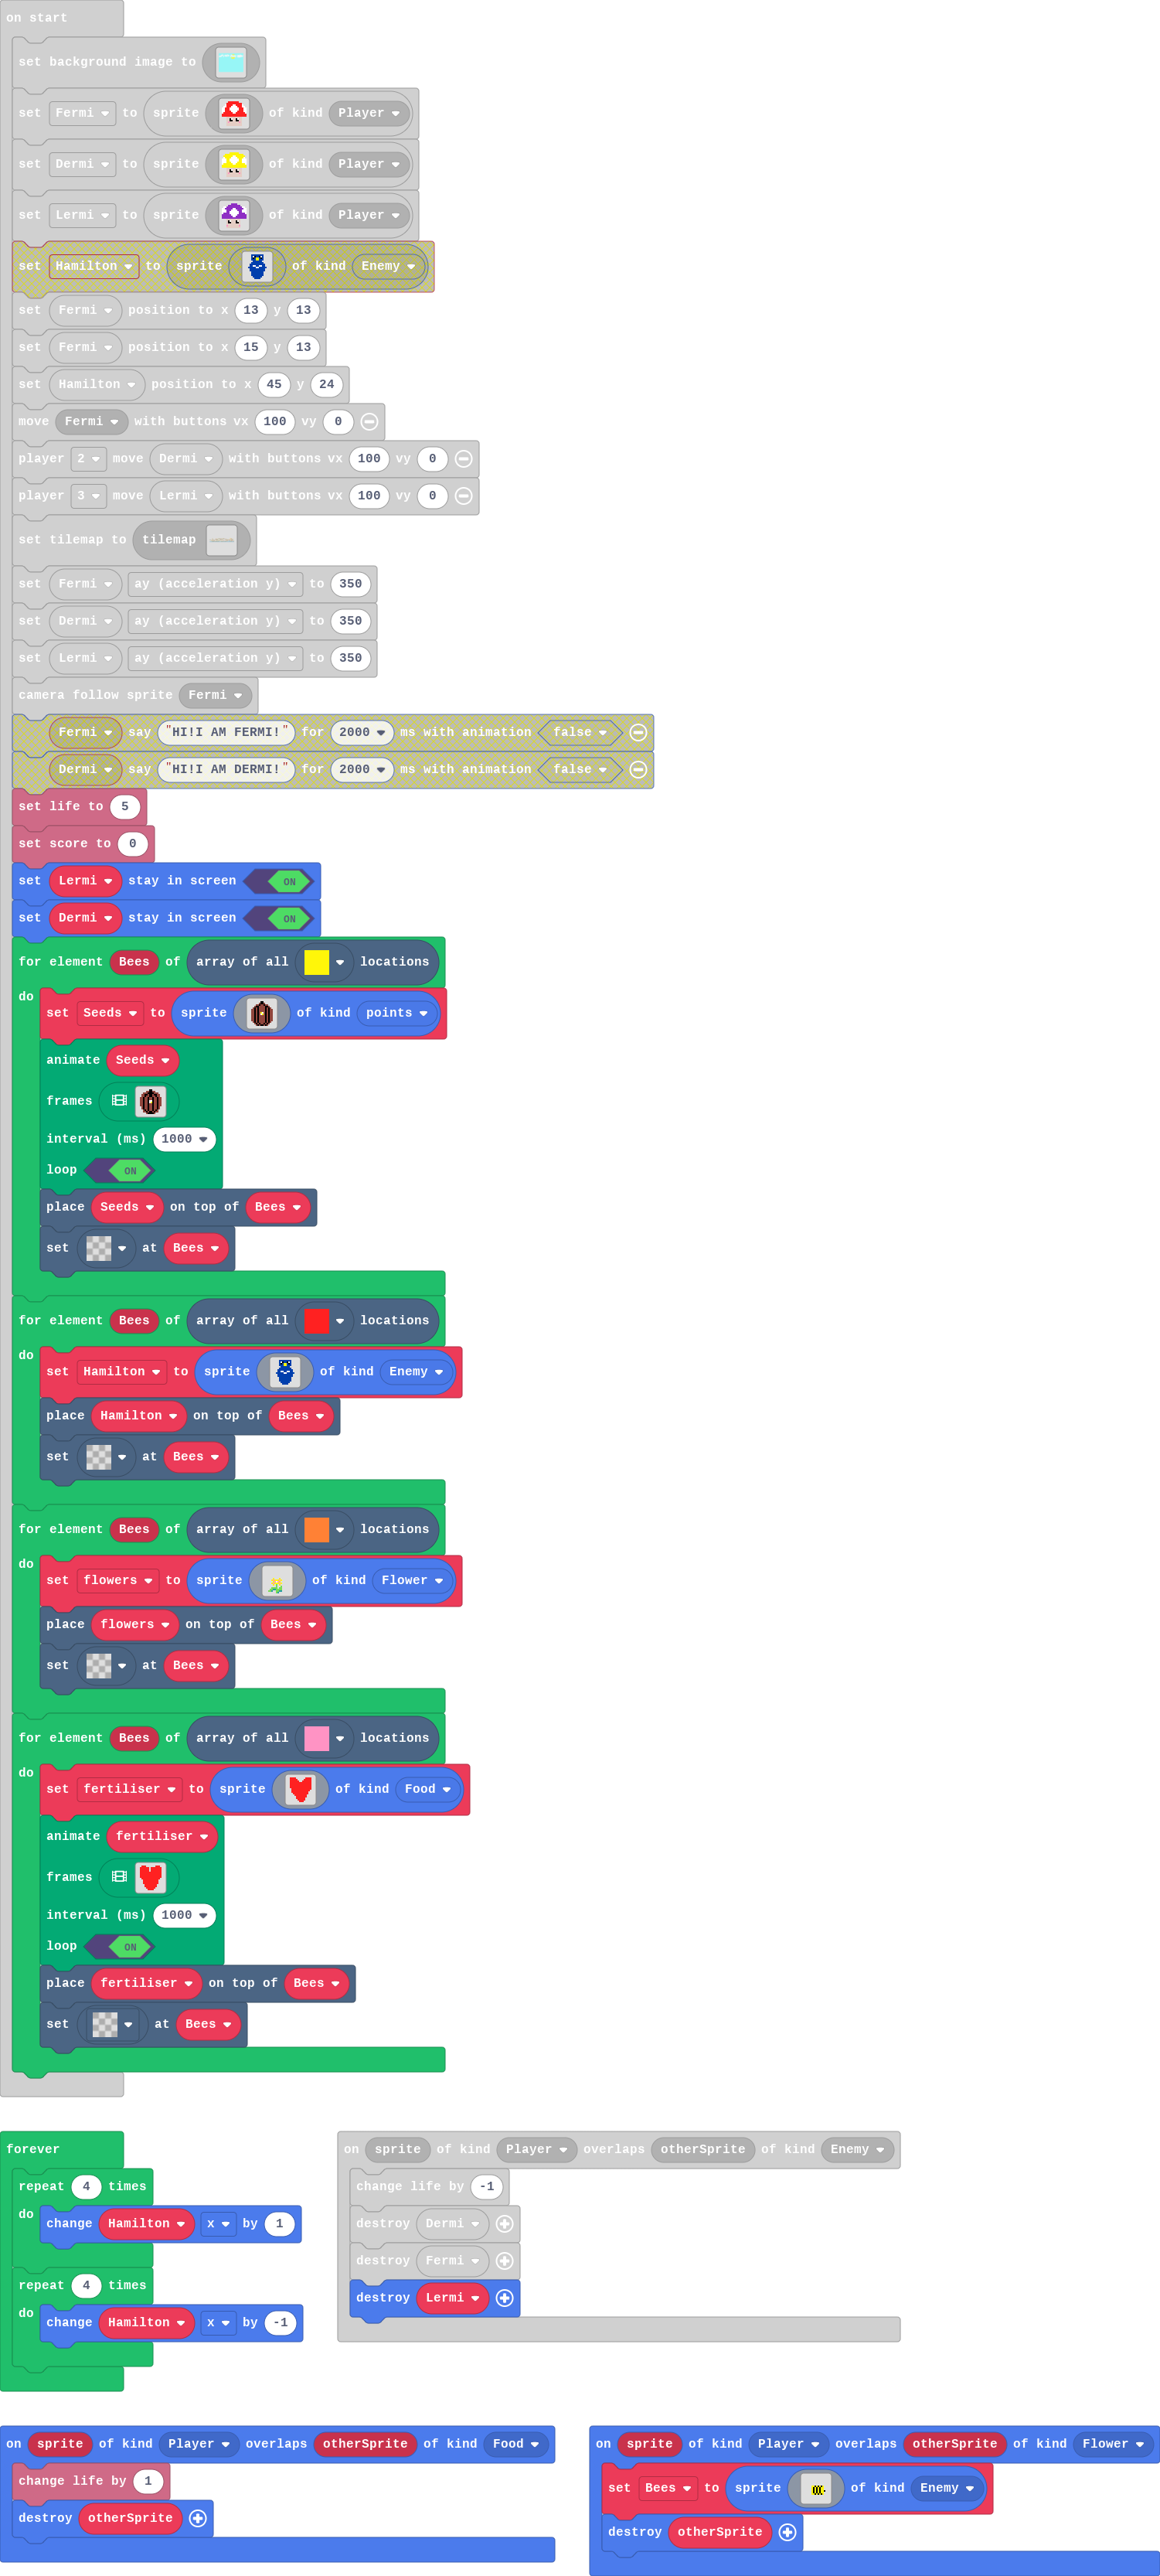 on start
set background image to
set Fermi to sprite of kind Player
set Dermi to sprite of kind Player
set Lermi to sprite of kind Player
set Hamilton to sprite of kind Enemy
set Fermi position to x 13 y 13
set Fermi position to x 15 y 13
set Hamilton position to x 45 y 24
move Fermi with buttons vx 100 vy 0
player 2 move Dermi with buttons vx 100 vy 0
player 3 move Lermi with buttons vx 100 vy 0
set tilemap to tilemap
set Fermi ay (acceleration y) to 350
set Dermi ay (acceleration y) to 350
set Lermi ay (acceleration y) to 350
camera follow sprite Fermi
Fermi say "HI!I AM FERMI!" for 2000 ms with animation false
Dermi say "HI!I AM DERMI!" for 2000 ms with animation false
set life to 5
set score to 0
set Lermi stay in screen ON
set Dermi stay in screen ON
for element Bees of array of all locations
do
set Seeds to sprite of kind points
animate Seeds
frames
interval (ms) 1000
loop ON
place Seeds on top of Bees
set at Bees
for element Bees of array of all locations
do
set Hamilton to sprite of kind Enemy
place Hamilton on top of Bees
set at Bees
for element Bees of array of all locations
do
set flowers to sprite of kind Flower
place flowers on top of Bees
set at Bees
for element Bees of array of all locations
do
set fertiliser to sprite of kind Food
animate fertiliser
frames
interval (ms) 1000
loop ON
place fertiliser on top of Bees
set at Bees
forever
repeat 4 times
do
change Hamilton x by 1
repeat 4 times
do
change Hamilton x by -1
on sprite of kind Player overlaps otherSprite of kind Enemy
change life by -1
destroy Dermi
destroy Fermi
destroy Lermi
on sprite of kind Player overlaps otherSprite of kind Food
change life by 1
destroy otherSprite
on sprite of kind Player overlaps otherSprite of kind Flower
set Bees to sprite of kind Enemy
destroy otherSprite